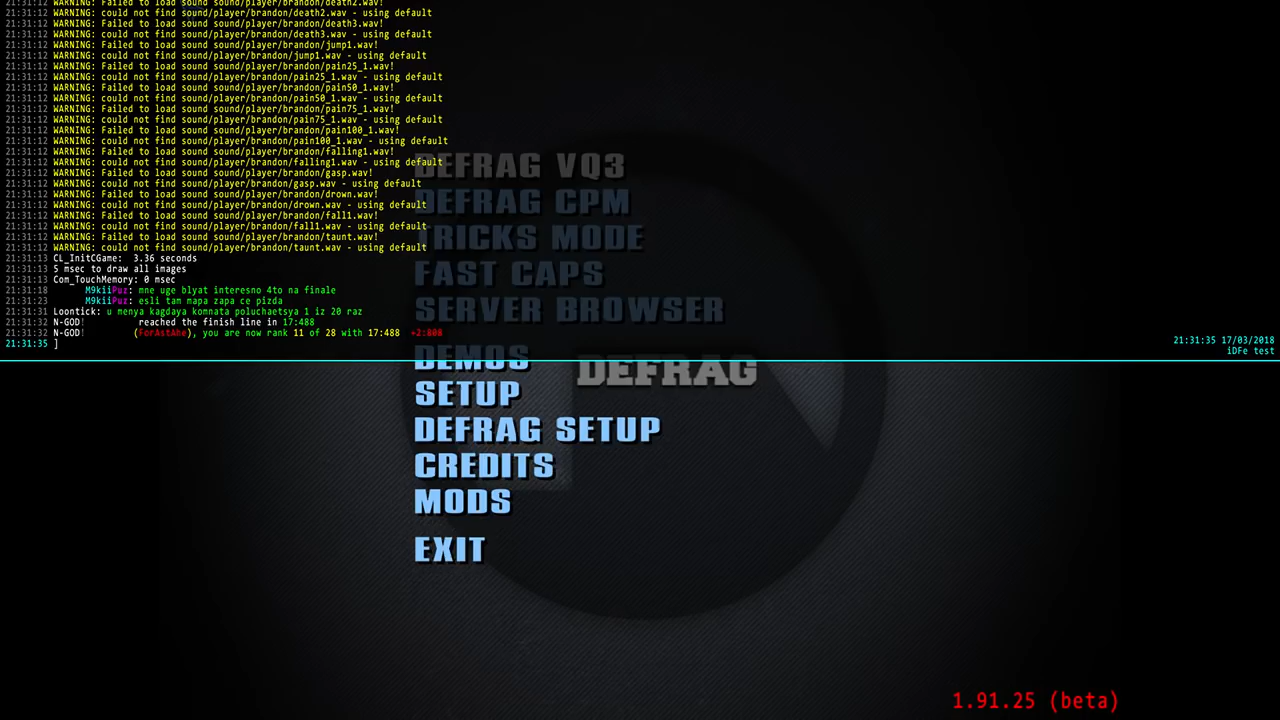 21:31:12 WARNING: Failed to load sound sound/player/brandon/death2.wav!
21:31:12 WARNING: could not find sound/player/brandon/death2.wav - using default
21:31:12 WARNING: Failed to load sound sound/player/brandon/death3.wav!
21:31:12 WARNING: could not find sound/player/brandon/death3.wav - using default
21:31:12 WARNING: Failed to load sound sound/player/brandon/jump1.wav!
21:31:12 WARNING: could not find sound/player/brandon/jump1.wav - using default
21:31:12 WARNING: Failed to load sound sound/player/brandon/pain25_1.wav!
21:31:12 WARNING: could not find sound/player/brandon/pain25_1.wav - using default
21:31:12 WARNING: Failed to load sound sound/player/brandon/pain50_1.wav!
21:31:12 WARNING: could not find sound/player/brandon/pain50_1.wav - using default
21:31:12 WARNING: Failed to load sound sound/player/brandon/pain75_1.wav!
21:31:12 WARNING: could not find sound/player/brandon/pain75_1.wav - using default
21:31:12 WARNING: Failed to load sound sound/player/brandon/pain100_1.wav!
21:31:12 WARNING: could not find sound/player/brandon/pain100_1.wav - using default
21:31:12 WARNING: Failed to load sound sound/player/brandon/falling1.wav!
21:31:12 WARNING: could not find sound/player/brandon/falling1.wav - using default
21:31:12 WARNING: Failed to load sound sound/player/brandon/gasp.wav!
21:31:12 WARNING: could not find sound/player/brandon/gasp.wav - using default
21:31:12 WARNING: Failed to load sound sound/player/brandon/drown.wav!
21:31:12 WARNING: could not find sound/player/brandon/drown.wav - using default
21:31:12 WARNING: Failed to load sound sound/player/brandon/fall1.wav!
21:31:12 WARNING: could not find sound/player/brandon/fall1.wav - using default
21:31:12 WARNING: Failed to load sound sound/player/brandon/taunt.wav!
21:31:12 WARNING: could not find sound/player/brandon/taunt.wav - using default
21:31:13 CL_InitCGame: 3.36 seconds
21:31:13 5 msec to draw all images
21:31:13 Com_TouchMemory: 0 msec
21:31:18 M9kiiPuz: mne uge blyat interesno 4to na finale
21:31:23 M9kiiPuz: esli tam mapa zapa ce pizda
21:31:31 Loontick: u menya kagdaya komnata poluchaetsya 1 iz 20 raz
21:31:32 N-GOD! reached the finish line in 17:488
21:31:32 N-GOD! (ForAstAhe), you are now rank 11 of 28 with 17:488 +2:808
21:31:35 ]
21:31:35 17/03/2018
iDFe test
DEFRAG VQ3
DEFRAG CPM
TRICKS MODE
FAST CAPS
SERVER BROWSER
DEMOS
DEFRAG
SETUP
DEFRAG SETUP
CREDITS
MODS
EXIT
1.91.25 (beta)